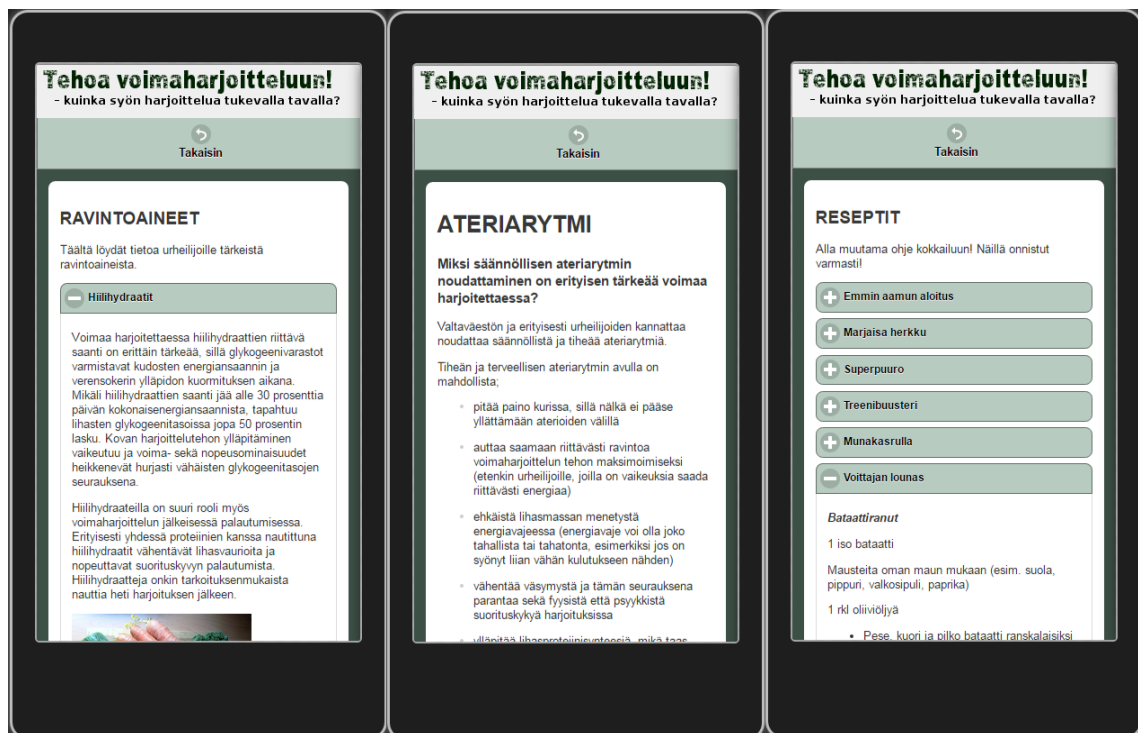 Tehoa voimaharjoitteluun!
- kuinka syön harjoittelua tukevalla tavalla?
Takaisin
RAVINTOAINEET
Täältä löydät tietoa urheilijoille tärkeistä
ravintoaineista.
Hiilihydraatit
Voimaa harjoitettaessa hiilihydraattien riittävä
saanti on erittäin tärkeää, sillä glykogeenivarastot
varmistavat kudosten energiansaannin ja
verensokerin ylläpidon kuormituksen aikana.
Mikäli hiilihydraattien saanti jää alle 30 prosenttia
päivän kokonaisenergiansaannista, tapahtuu
lihasten glykogeenitasoissa jopa 50 prosentin
lasku. Kovan harjoittelutehon ylläpitäminen
vaikeutuu ja voima- sekä nopeusominaisuudet
heikkenevät hurjasti vähäisten glykogeenitasojen
seurauksena.
Hiilihydraateilla on suuri rooli myös
voimaharjoittelun jälkeisessä palautumisessa.
Erityisesti yhdessä proteiinien kanssa nautittuna
hiilihydraatit vähentävät lihasvaurioita ja
nopeuttavat suorituskyvyn palautumista.
Hiilihydraatteja onkin tarkoituksenmukaista
nauttia heti harjoituksen jälkeen.
Tehoa voimaharjoitteluun!
- kuinka syön harjoittelua tukevalla tavalla?
Takaisin
ATERIARYTMI
Miksi säännöllisen ateriarytmin
noudattaminen on erityisen tärkeää voimaa
harjoitettaessa?
Valtaväestön ja erityisesti urheilijoiden kannattaa
noudattaa säännöllistä ja tiheää ateriarytmiä.
Tiheän ja terveellisen ateriarytmin avulla on
mahdollista;
pitää paino kurissa, sillä nälkä ei pääse
yllättämään aterioiden välillä
auttaa saamaan riittävästi ravintoa
voimaharjoittelun tehon maksimoimiseksi
(etenkin urheilijoille, joilla on vaikeuksia saada
riittävästi energiaa)
ehkäistä lihasmassan menetystä
energiavajeessa (energiavaje voi olla joko
tahallista tai tahatonta, esimerkiksi jos on
syönyt liian vähän kulutukseen nähden)
vähentää väsymystä ja tämän seurauksena
parantaa sekä fyysistä että psyykkistä
suorituskykyä harjoituksissa
ylläpitää lihasproteiinisynteesiä, mikä taas
Tehoa voimaharjoitteluun!
- kuinka syön harjoittelua tukevalla tavalla?
Takaisin
RESEPTIT
Alla muutama ohje kokkailuun! Näillä onnistut
varmasti!
Emmin aamun aloitus
Marjaisa herkku
Superpuuro
Treenibuusteri
Munakasrulla
Voittajan lounas
Bataattiranut
1 iso bataatti
Mausteita oman maun mukaan (esim. suola,
pippuri, valkosipuli, paprika)
1 rkl oliiviöljyä
Pese, kuori ja pilko bataatti ranskalaisiksi